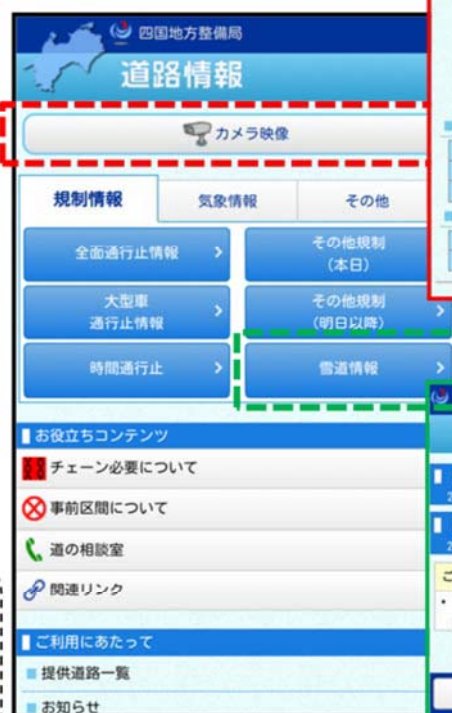 四国地方整備局
道路情報
カメラ映像
規制情報
気象情報
その他
全面通行止情報
その他規制
(本日)
大型車
通行止情報
その他規制
(明日以降)
時間通行止
雪道情報
お役立ちコンテンツ
チェーン必要について
事前区間について
道の相談室
関連リンク
ご利用にあたって
提供道路一覧
お知らせ